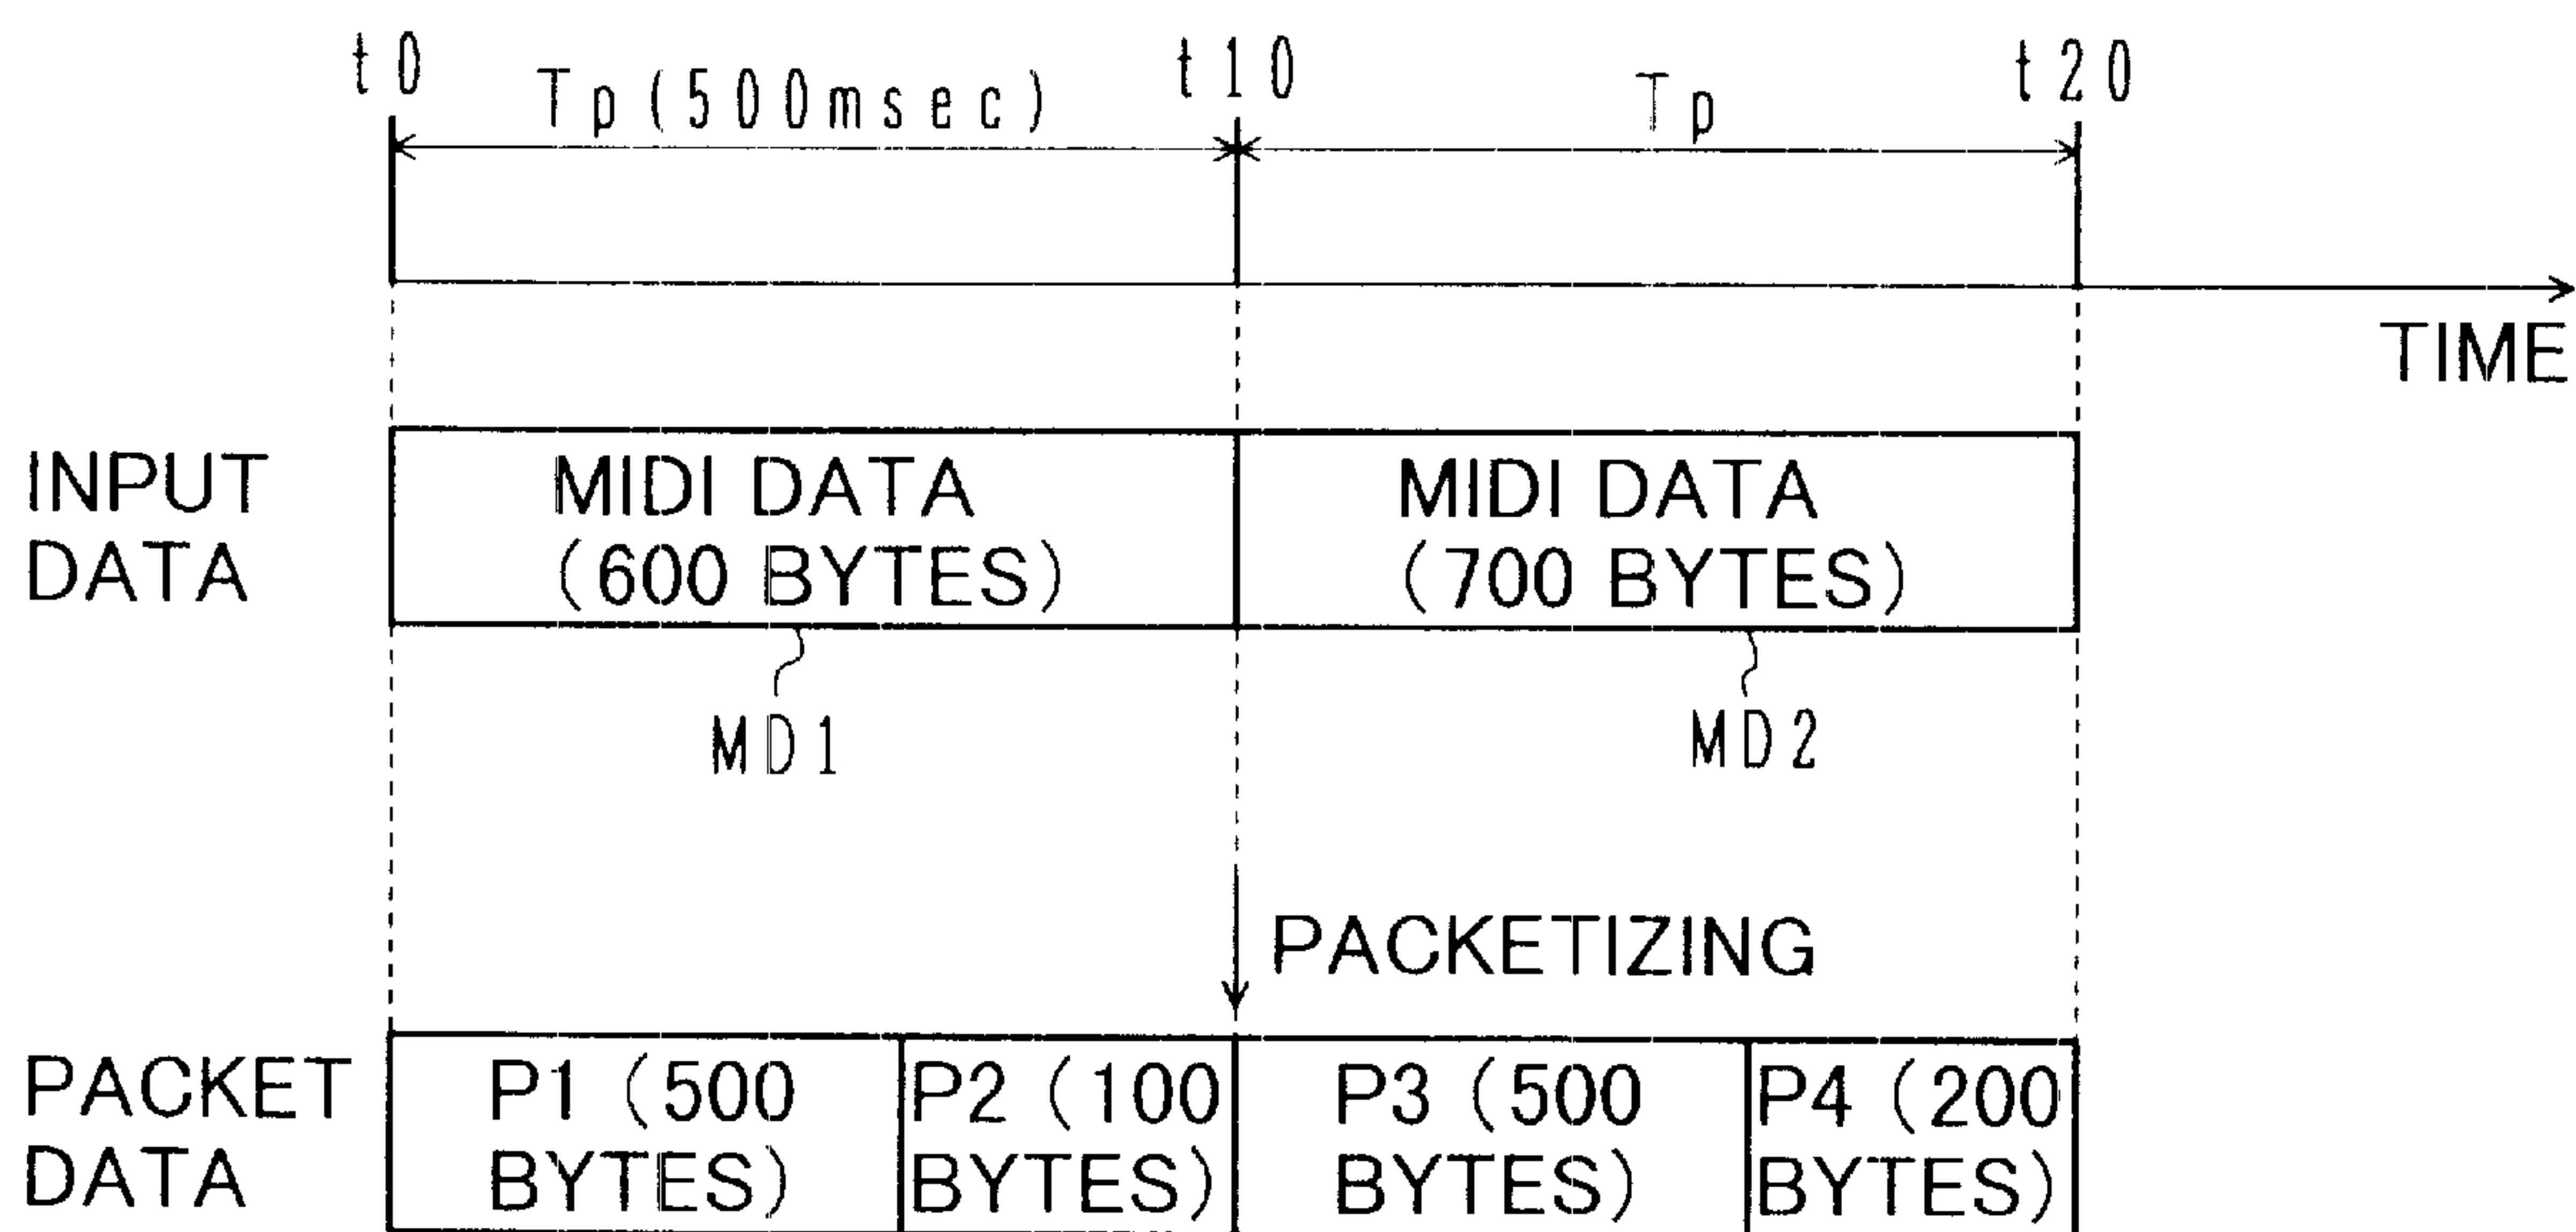 t0 Tp(500msec) t10 Tp t20
TIME
INPUT DATA
MIDI DATA
(600 BYTES)
MIDI DATA
(700 BYTES)
MD1
MD2
PACKETIZING
PACKET DATA
P1 (500
BYTES)
P2 (100
BYTES)
P3 (500
BYTES)
P4 (200
BYTES)